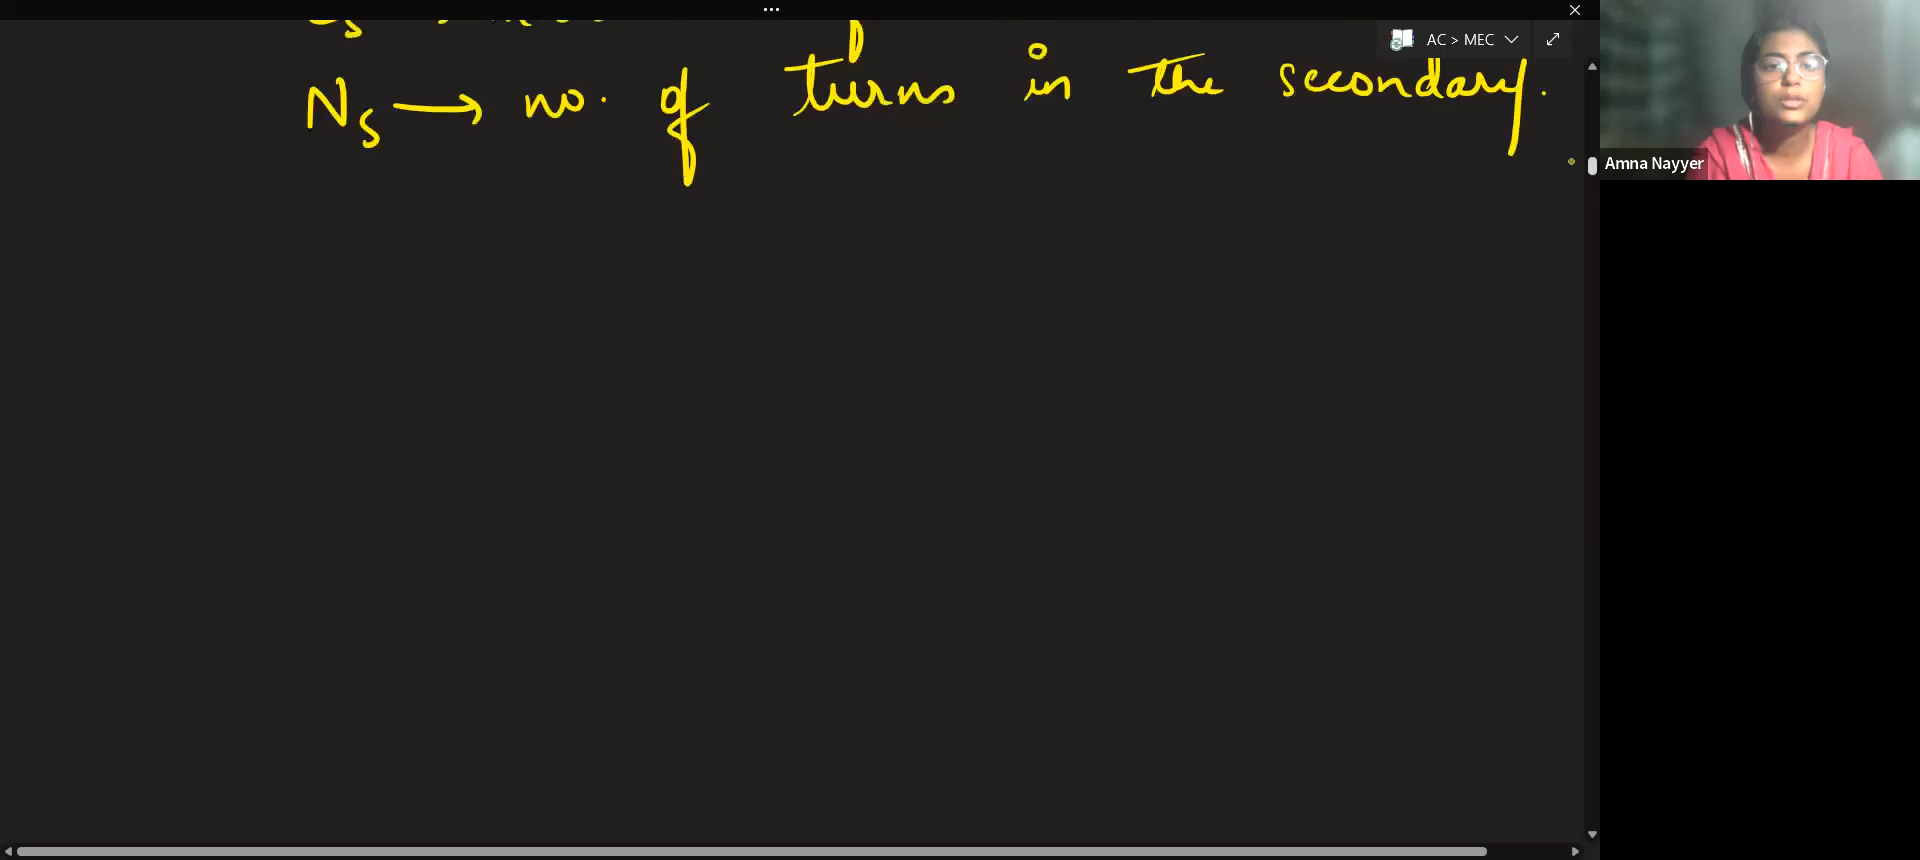 AC > MEC
Ns → no. of turns in the secondary.
Amna Nayyer